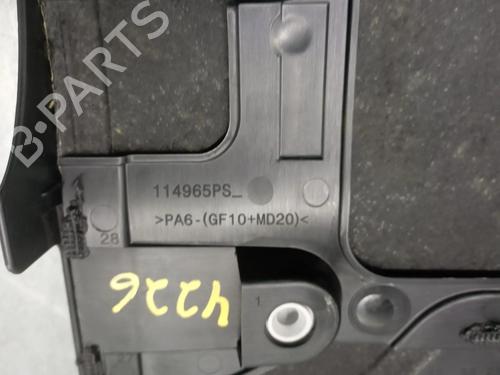 B-PARTS
114965PS_
>PA6-(GF10+MD20)<
28
4226
1